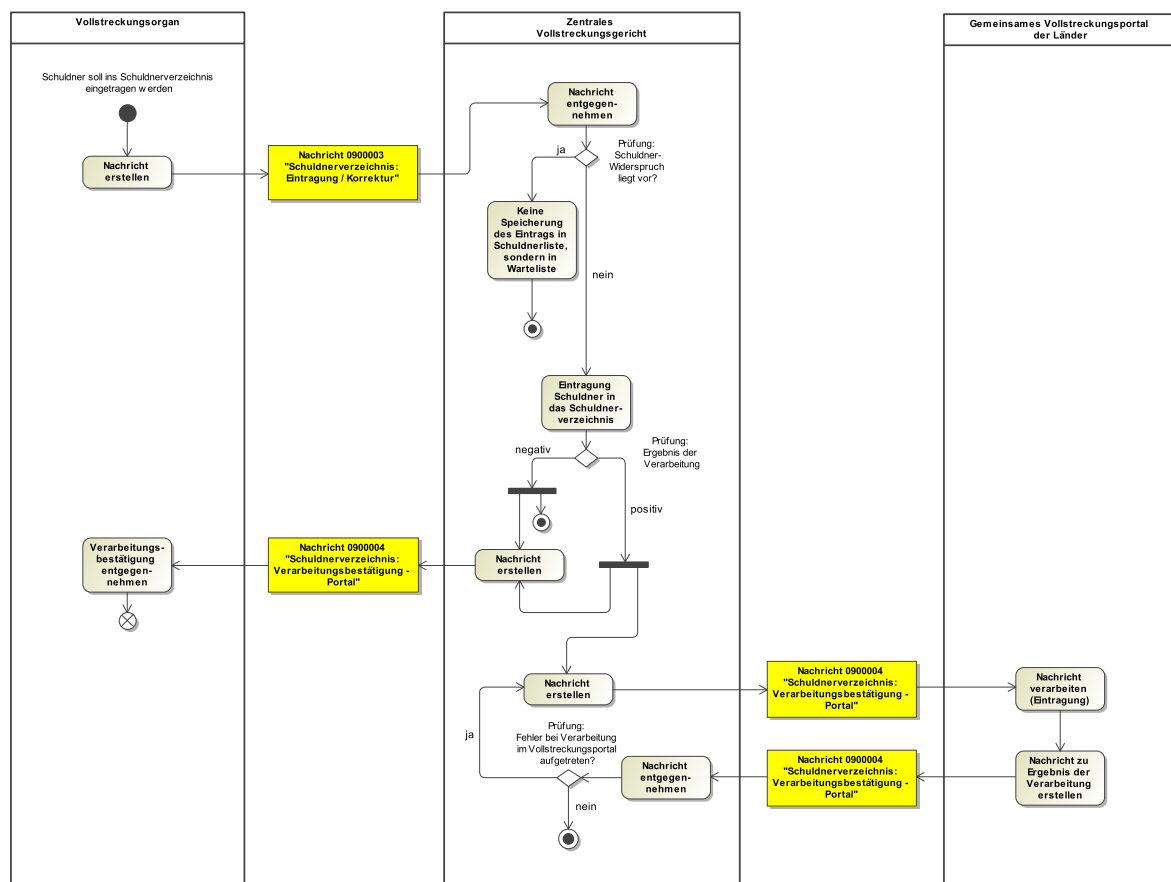 Vollstreckungsorgan
Zentrales
Vollstreckungsgericht
Gemeinsames Vollstreckungsportal
der Länder
Schuldner soll ins Schuldnerverzeichnis
eingetragen werden
Nachricht
erstellen
Nachricht 0900003
"Schuldnerverzeichnis:
Eintragung / Korrektur"
Nachricht
entgegen-
nehmen
Prüfung:
Schuldner-
Widerspruch
liegt vor?
ja
Keine
Speicherung
des Eintrags in
Schuldnerliste,
sondern in
Warteliste
nein
Eintragung
Schuldner in
das Schuldner-
verzeichnis
Prüfung:
Ergebnis der
Verarbeitung
negativ
positiv
Verarbeitungs-
bestätigung
entgegen-
nehmen
Nachricht 0900004
"Schuldnerverzeichnis:
Verarbeitungsbestätigung -
Portal"
Nachricht
erstellen
Nachricht
erstellen
Nachricht 0900004
"Schuldnerverzeichnis:
Verarbeitungsbestätigung -
Portal"
Nachricht
verarbeiten
(Eintragung)
ja
Prüfung:
Fehler bei Verarbeitung
im Vollstreckungsportal
aufgetreten?
Nachricht
entgegen-
nehmen
Nachricht 0900004
"Schuldnerverzeichnis:
Verarbeitungsbestätigung -
Portal"
Nachricht zu
Ergebnis der
Verarbeitung
erstellen
nein